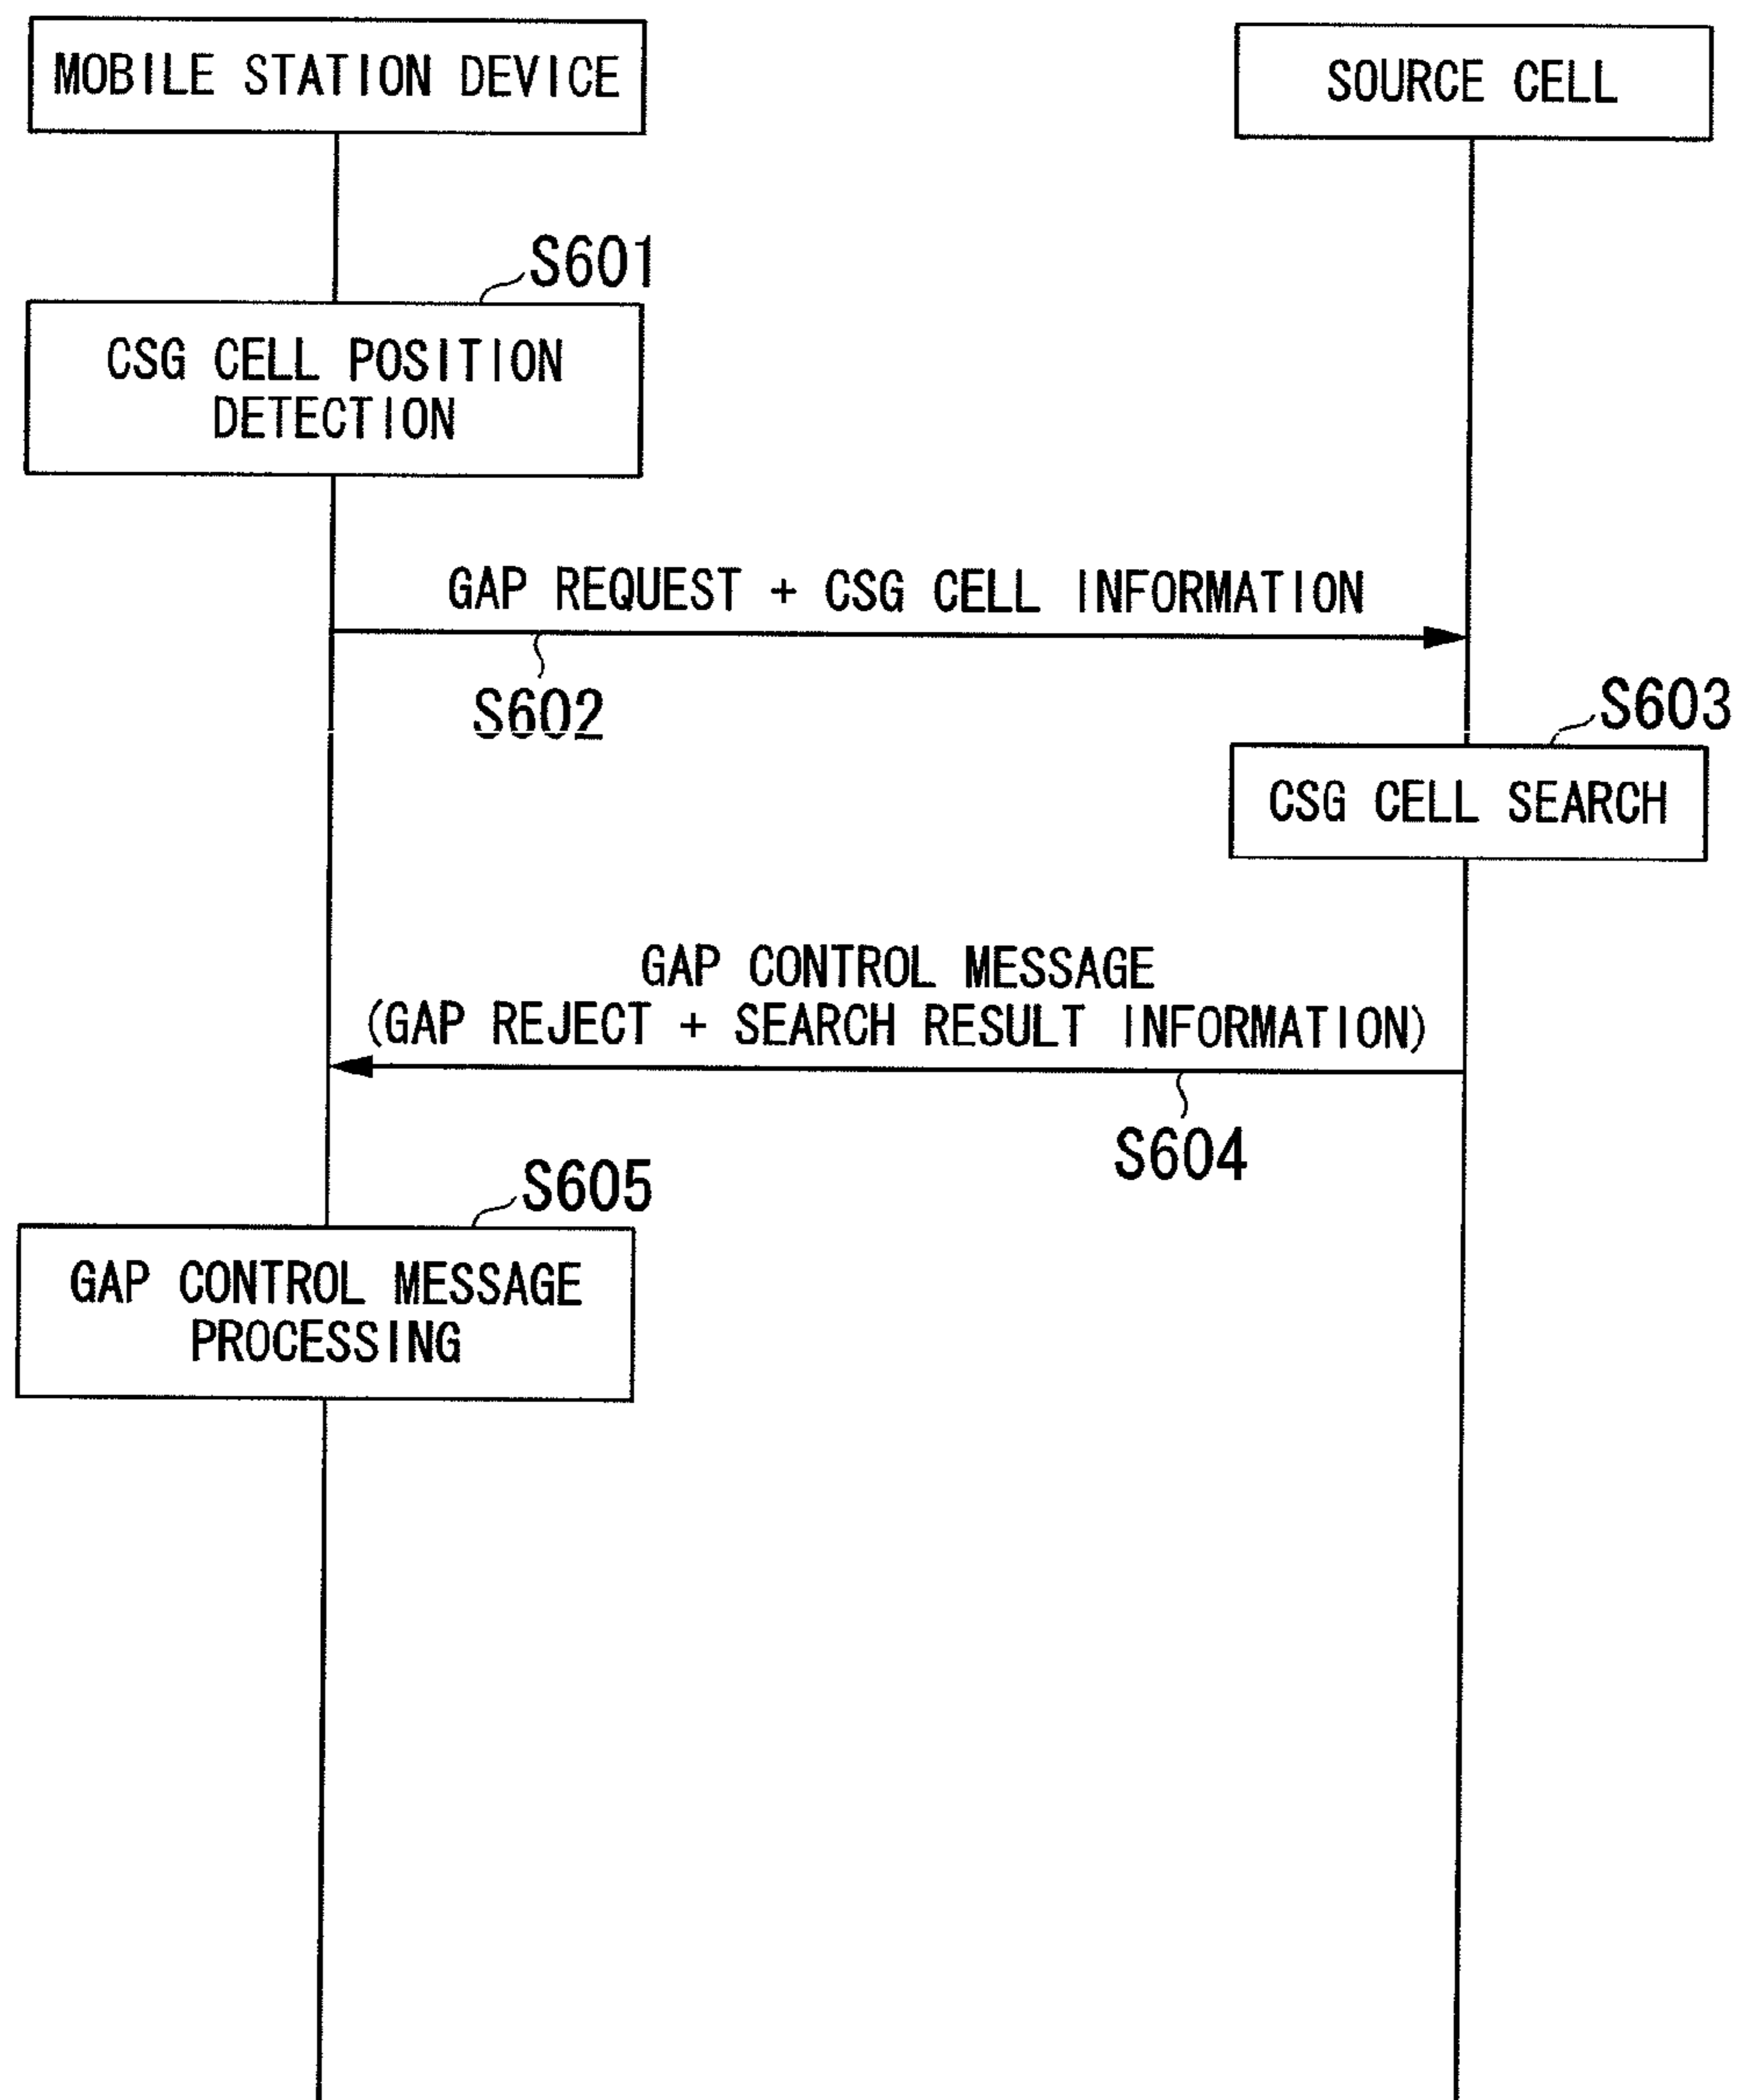 MOBILE STATION DEVICE
SOURCE CELL
S601
CSG CELL POSITION
DETECTION
GAP REQUEST + CSG CELL INFORMATION
S602
S603
CSG CELL SEARCH
GAP CONTROL MESSAGE
(GAP REJECT + SEARCH RESULT INFORMATION)
S604
S605
GAP CONTROL MESSAGE
PROCESSING